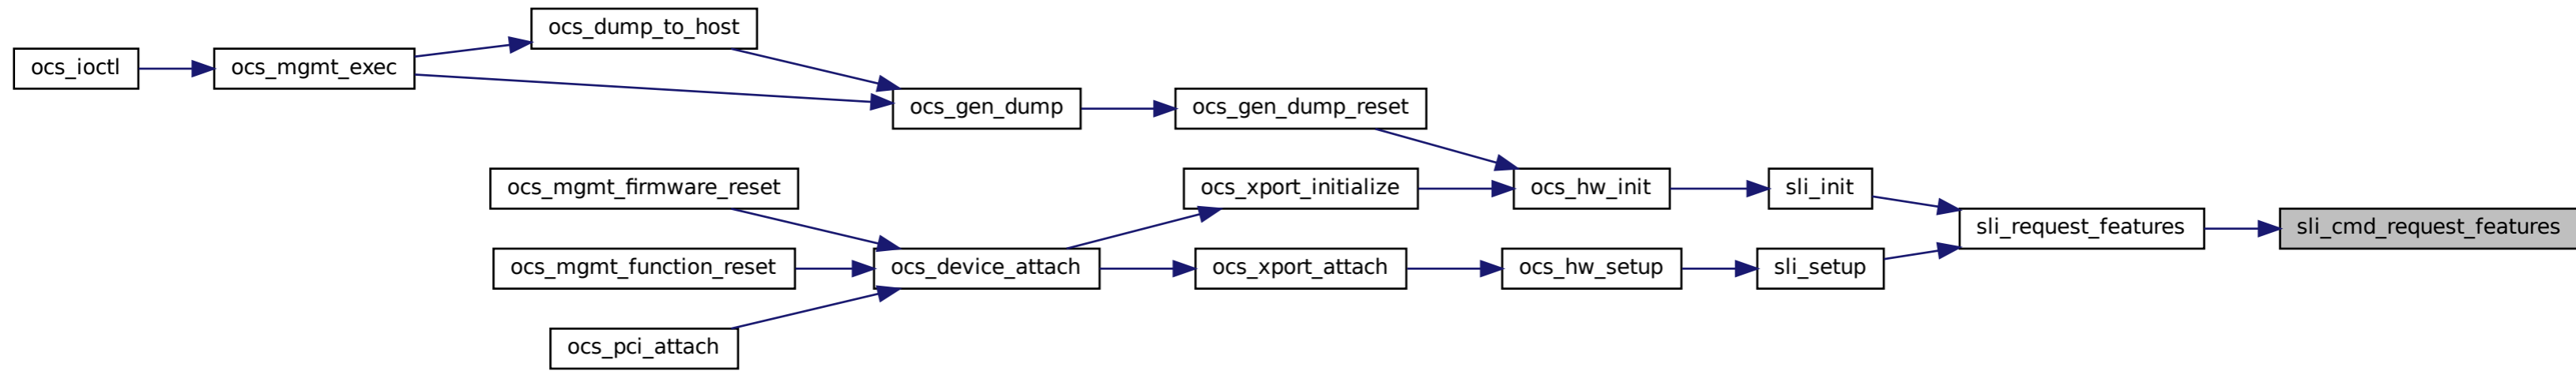 ocs_dump_to_host
ocs_ioctl
ocs_mgmt_exec
ocs_gen_dump
ocs_gen_dump_reset
ocs_mgmt_firmware_reset
ocs_xport_initialize
ocs_hw_init
sli_init
sli_request_features
sli_cmd_request_features
ocs_mgmt_function_reset
ocs_device_attach
ocs_xport_attach
ocs_hw_setup
sli_setup
ocs_pci_attach